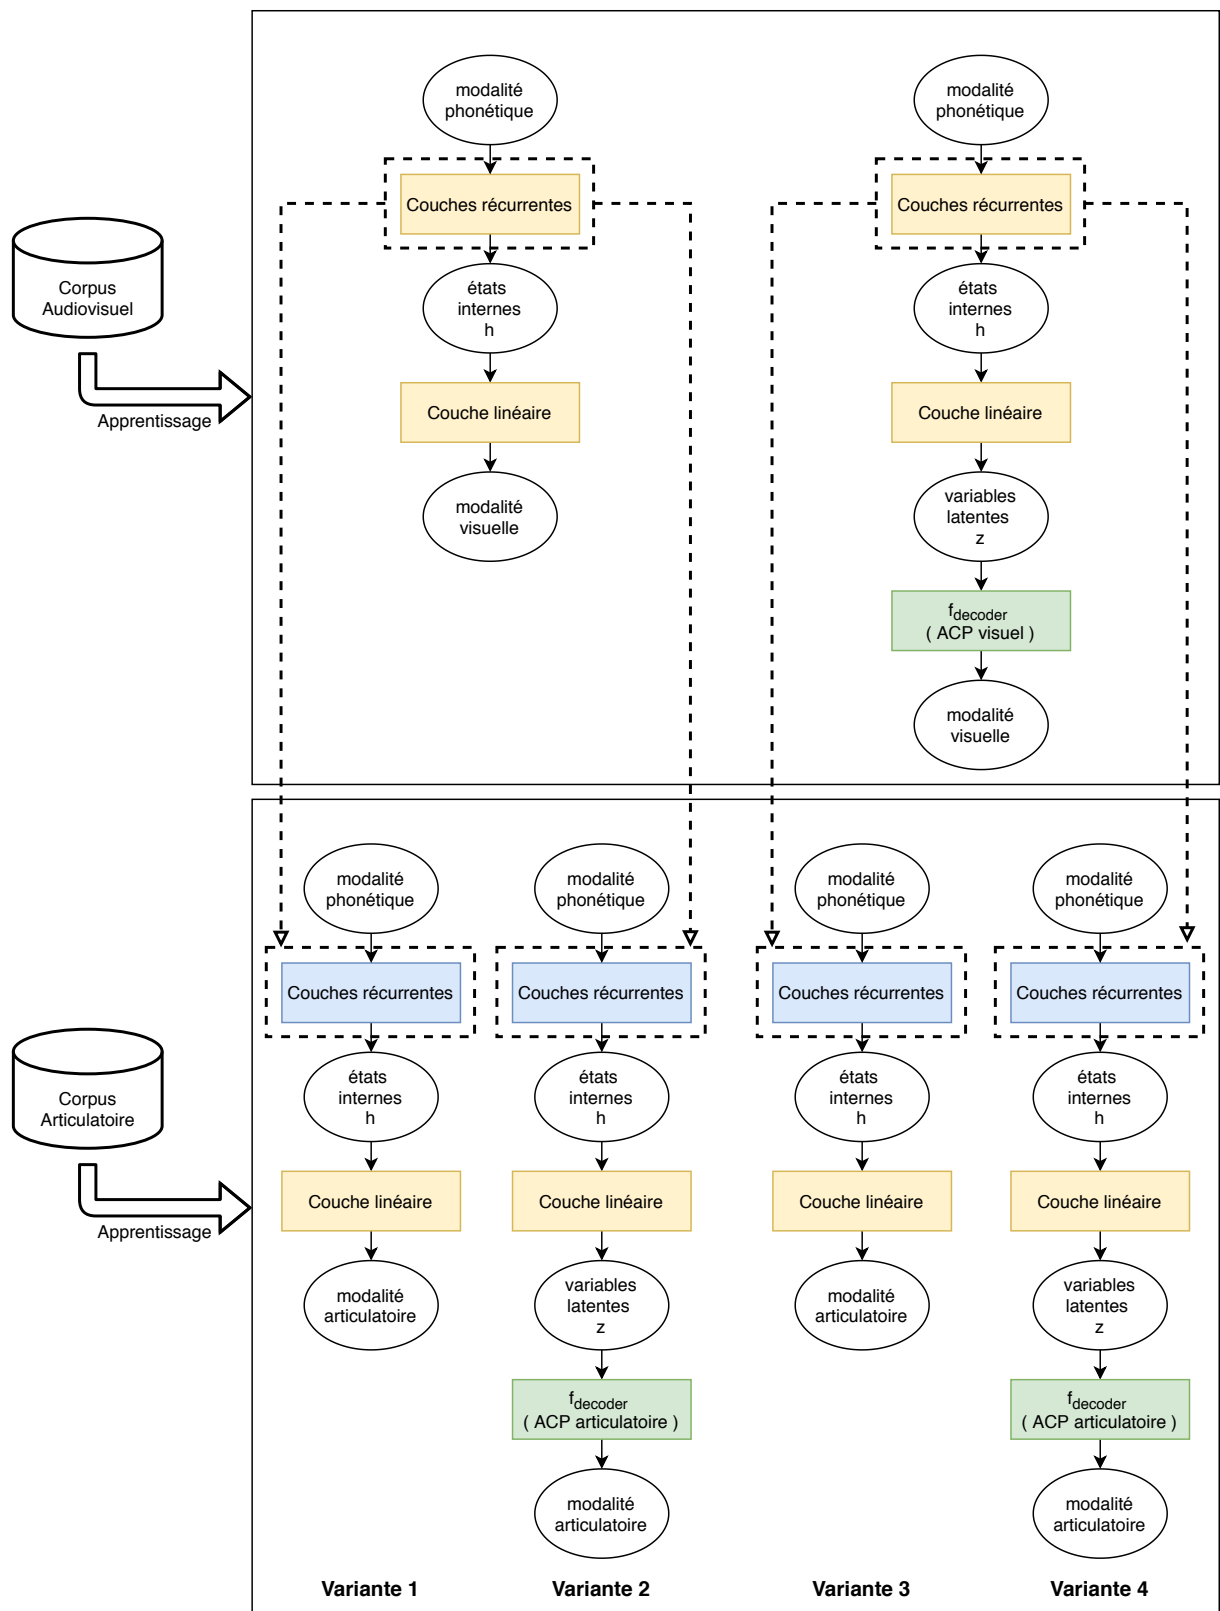 modalité
phonétique
Couches récurrentes
états
internes
h
Couche linéaire
modalité
visuelle
modalité
phonétique
Couches récurrentes
états
internes
h
Couche linéaire
variables
latentes
z
fdecoder
( ACP visuel )
modalité
visuelle
Corpus
Audiovisuel
Apprentissage
modalité
phonétique
Couches récurrentes
états
internes
h
Couche linéaire
modalité
articulatoire
Variante 1
modalité
phonétique
Couches récurrentes
états
internes
h
Couche linéaire
variables
latentes
z
fdecoder
( ACP articulatoire )
modalité
articulatoire
Variante 2
modalité
phonétique
Couches récurrentes
états
internes
h
Couche linéaire
modalité
articulatoire
Variante 3
modalité
phonétique
Couches récurrentes
états
internes
h
Couche linéaire
variables
latentes
z
fdecoder
( ACP articulatoire )
modalité
articulatoire
Variante 4
Corpus
Articulatoire
Apprentissage